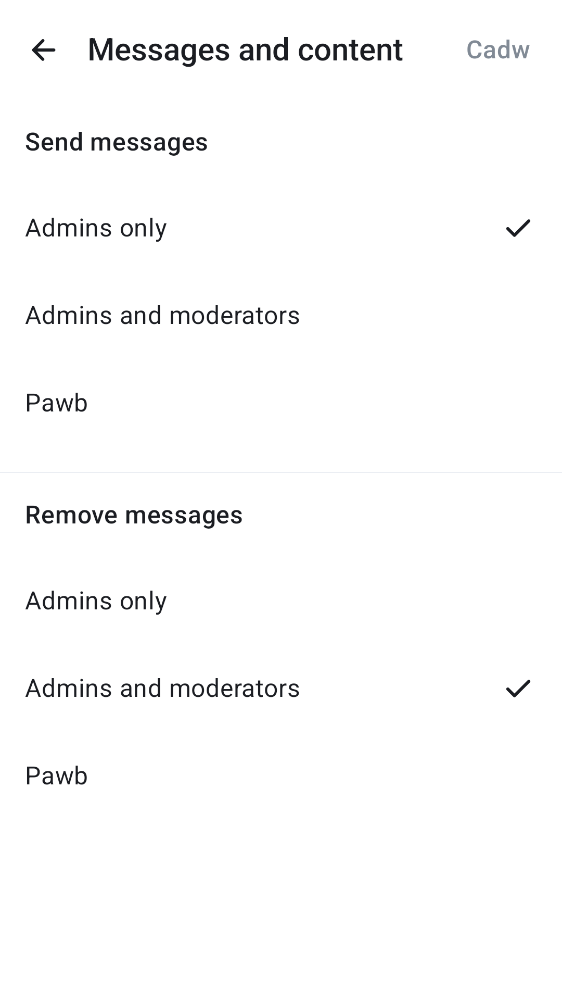 Messages and content
Cadw
Send messages
Admins only
Admins and moderators
Pawb
Remove messages
Admins only
Admins and moderators
Pawb